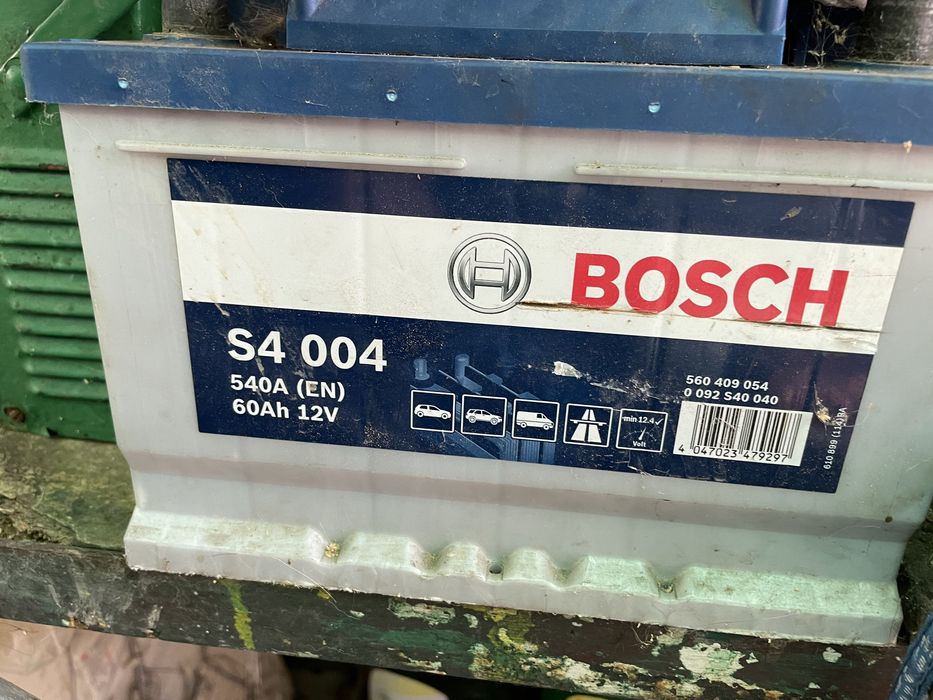 BOSCH
S4 004
540A (EN)
60Ah 12V
560 409 054
0 092 S40 040
min 12.4
Volt
4 047023 479297